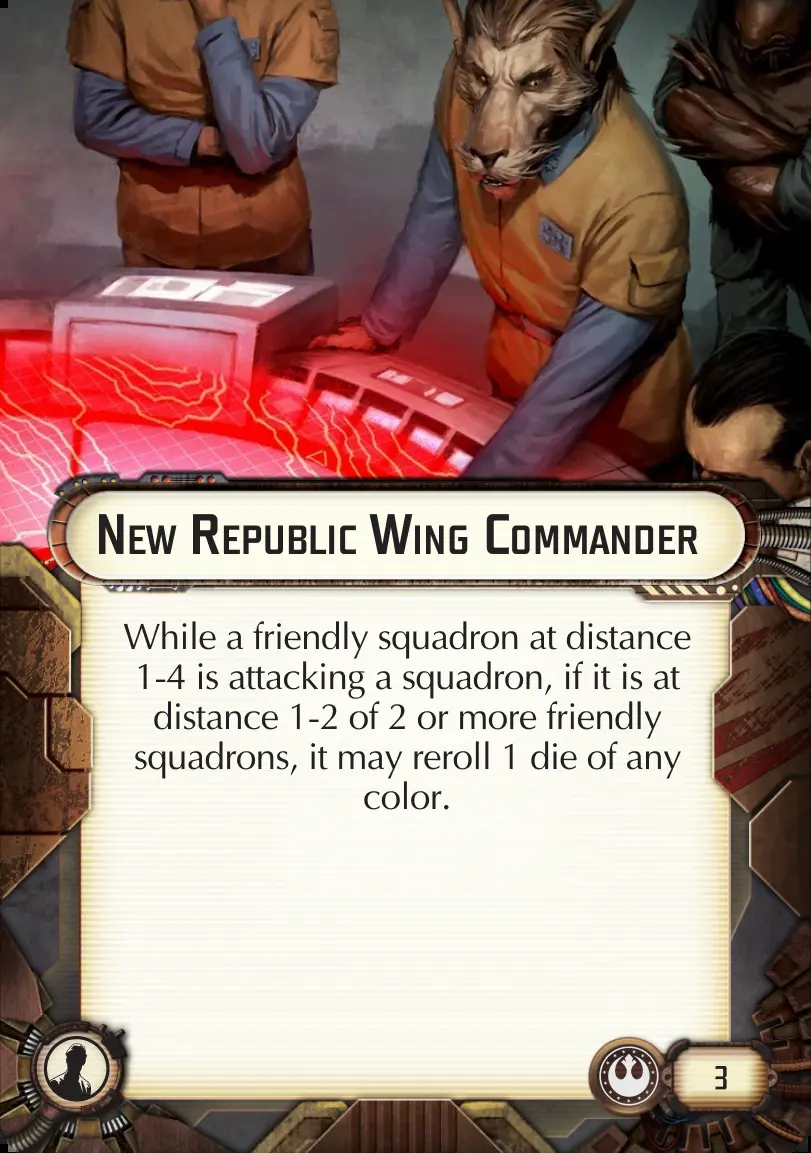 New Republic Wing Commander
While a friendly squadron at distance
1-4 is attacking a squadron, if it is at
distance 1-2 of 2 or more friendly
squadrons, it may reroll 1 die of any
color.
3